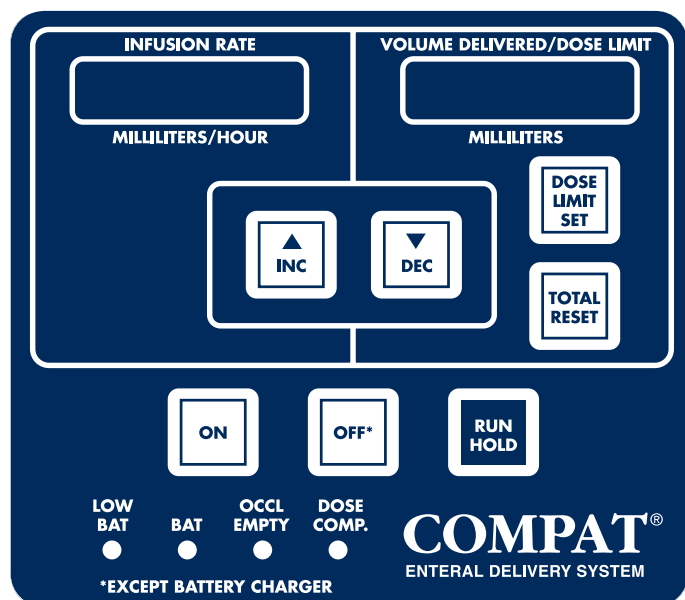 INFUSION RATE
VOLUME DELIVERED/DOSE LIMIT
MILLILITERS/HOUR
MILLILITERS
DOSE
LIMIT
SET
▲
INC
▼
DEC
TOTAL
RESET
ON
OFF*
RUN
HOLD
LOW
BAT
BAT
OCCL
EMPTY
DOSE
COMP.
COMPAT®
ENTERAL DELIVERY SYSTEM
*EXCEPT BATTERY CHARGER